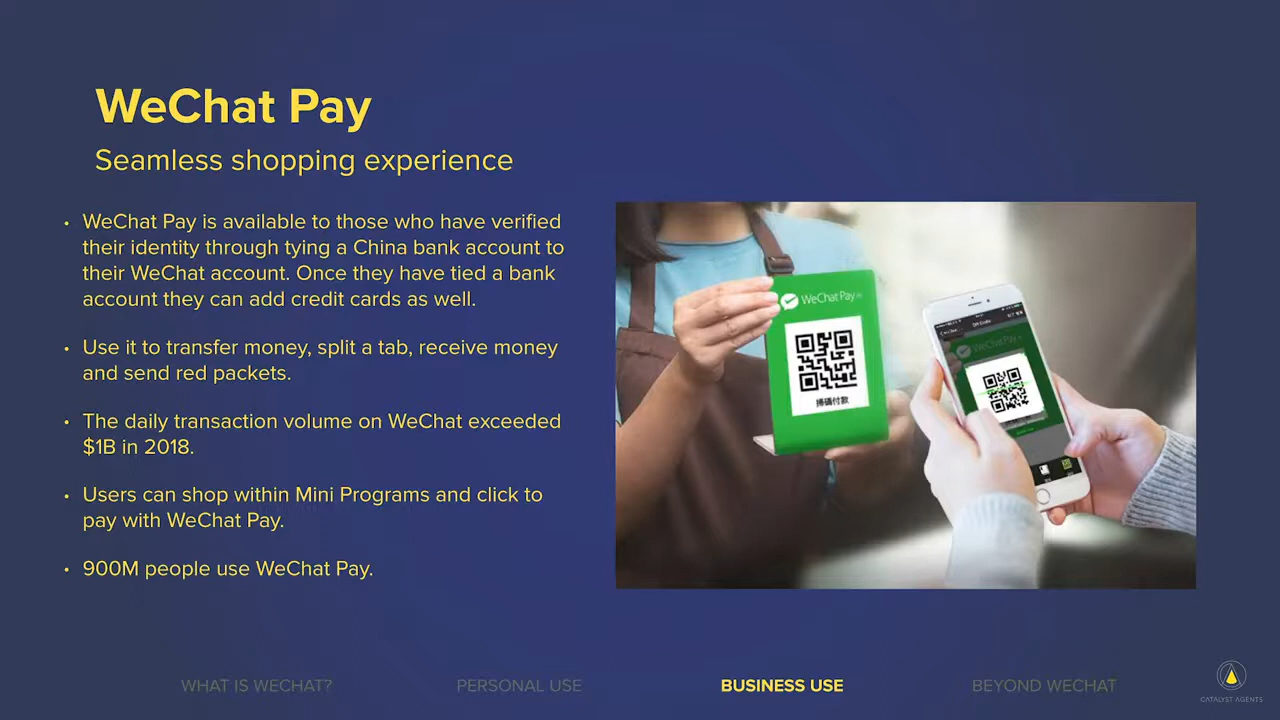 WeChat Pay
Seamless shopping experience
• WeChat Pay is available to those who have verified
their identity through tying a China bank account to
their WeChat account. Once they have tied a bank
account they can add credit cards as well.
• Use it to transfer money, split a tab, receive money
and send red packets.
• The daily transaction volume on WeChat exceeded
$1B in 2018.
• Users can shop within Mini Programs and click to
pay with WeChat Pay.
• 900M people use WeChat Pay.
WeChat Pay
掃碼付款
WeChat Pay
WHAT IS WECHAT?
PERSONAL USE
BUSINESS USE
BEYOND WECHAT
CATALYST AGENTS